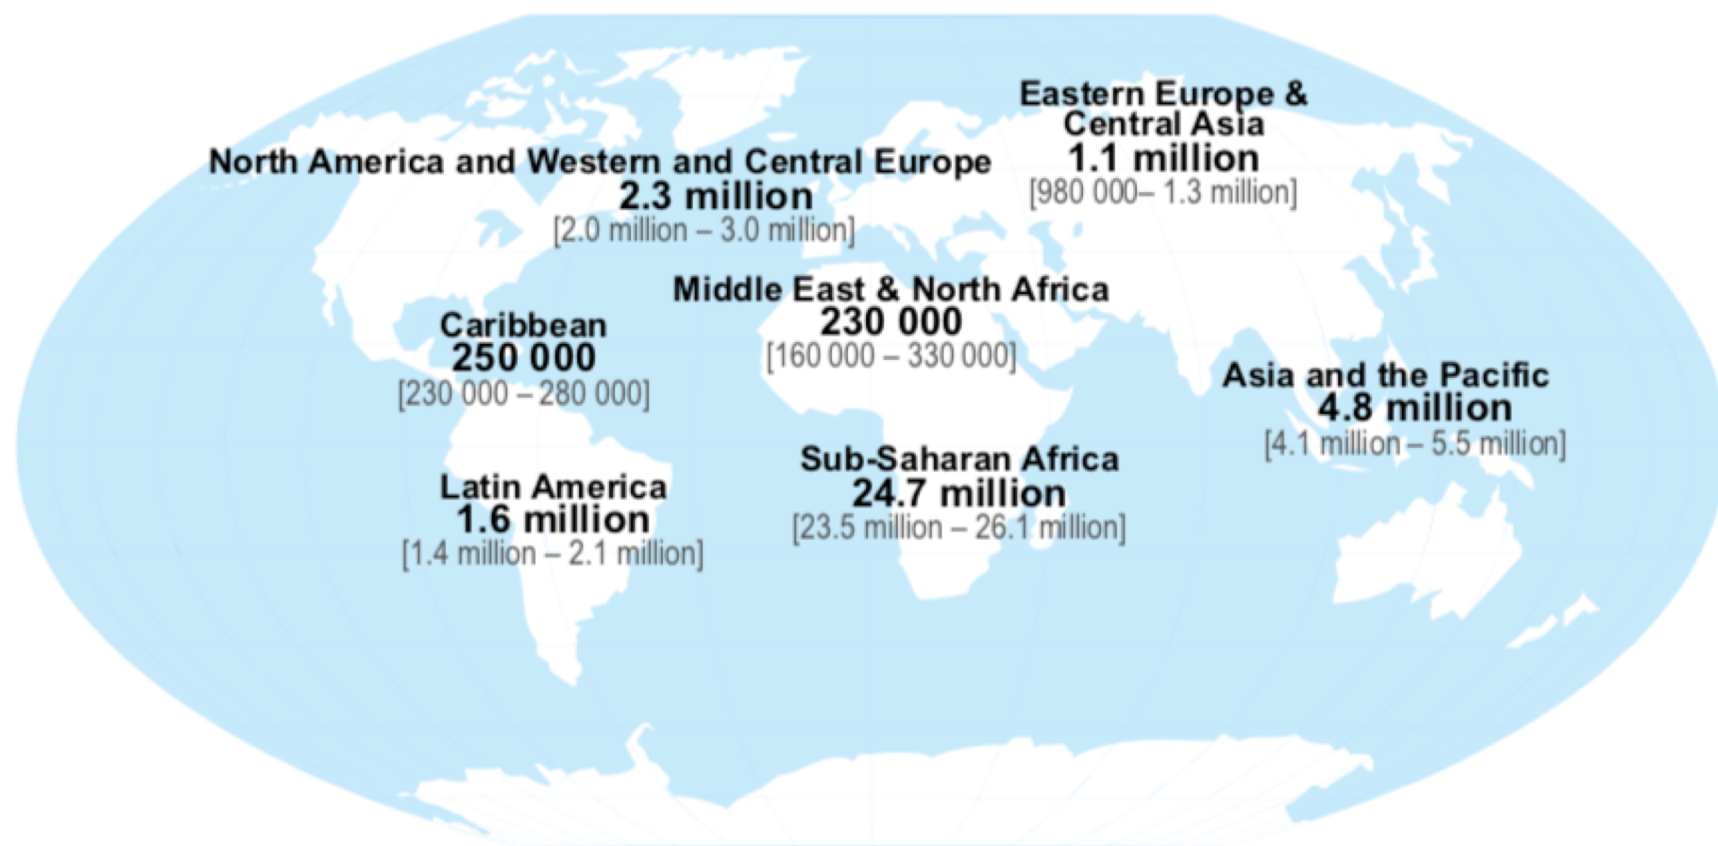 Eastern Europe &
Central Asia
1.1 million
[980 000– 1.3 million]
North America and Western and Central Europe
2.3 million
[2.0 million – 3.0 million]
Middle East & North Africa
230 000
[160 000 – 330 000]
Caribbean
250 000
[230 000 – 280 000]
Asia and the Pacific
4.8 million
[4.1 million – 5.5 million]
Sub-Saharan Africa
24.7 million
[23.5 million – 26.1 million]
Latin America
1.6 million
[1.4 million – 2.1 million]